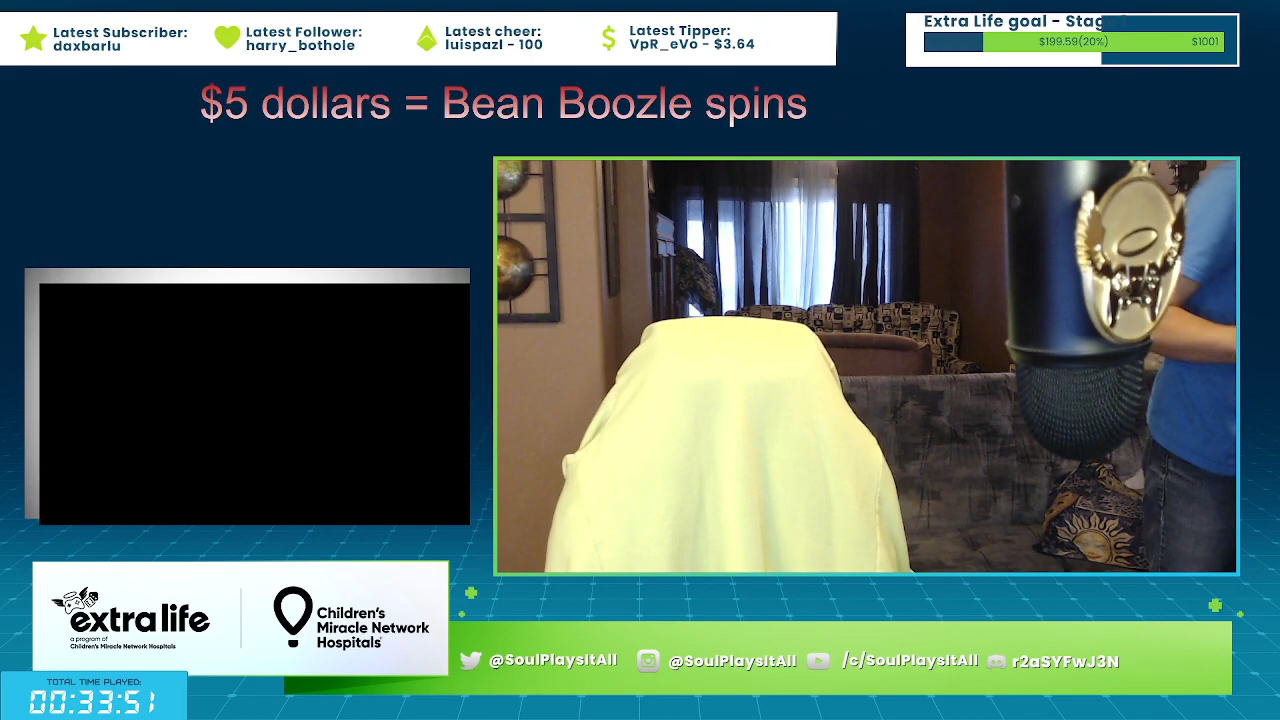 Latest Subscriber:
daxbarlu
Latest Follower:
harry_bothole
Latest cheer:
luispazl - 100
Latest Tipper:
VpR_eVo - $3.64
Extra Life goal - Stag
$199.59(20%)
$1001
$5 dollars = Bean Boozle spins
extralife
a program of
Children's Miracle Network Hospitals
Children's
Miracle Network
Hospitals
@SoulPlaysItAll
@SoulPlaysItAll
/c/SoulPlaysItAll
r2aSYFwJ3N
TOTAL TIME PLAYED:
00:33:51